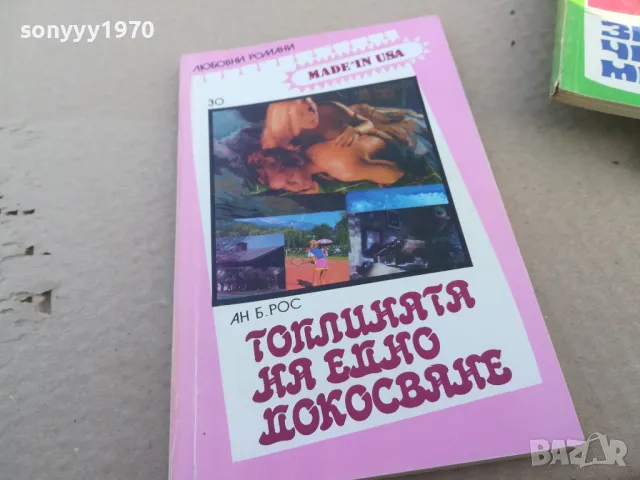 sonyyy1970
ЛЮБОВНИ РОМАНИ
MADE IN USA
30
АН Б. РОС
ТОПЛИНАТА
НА ЕДНО
ДОКОСВАНЕ
BAZAR